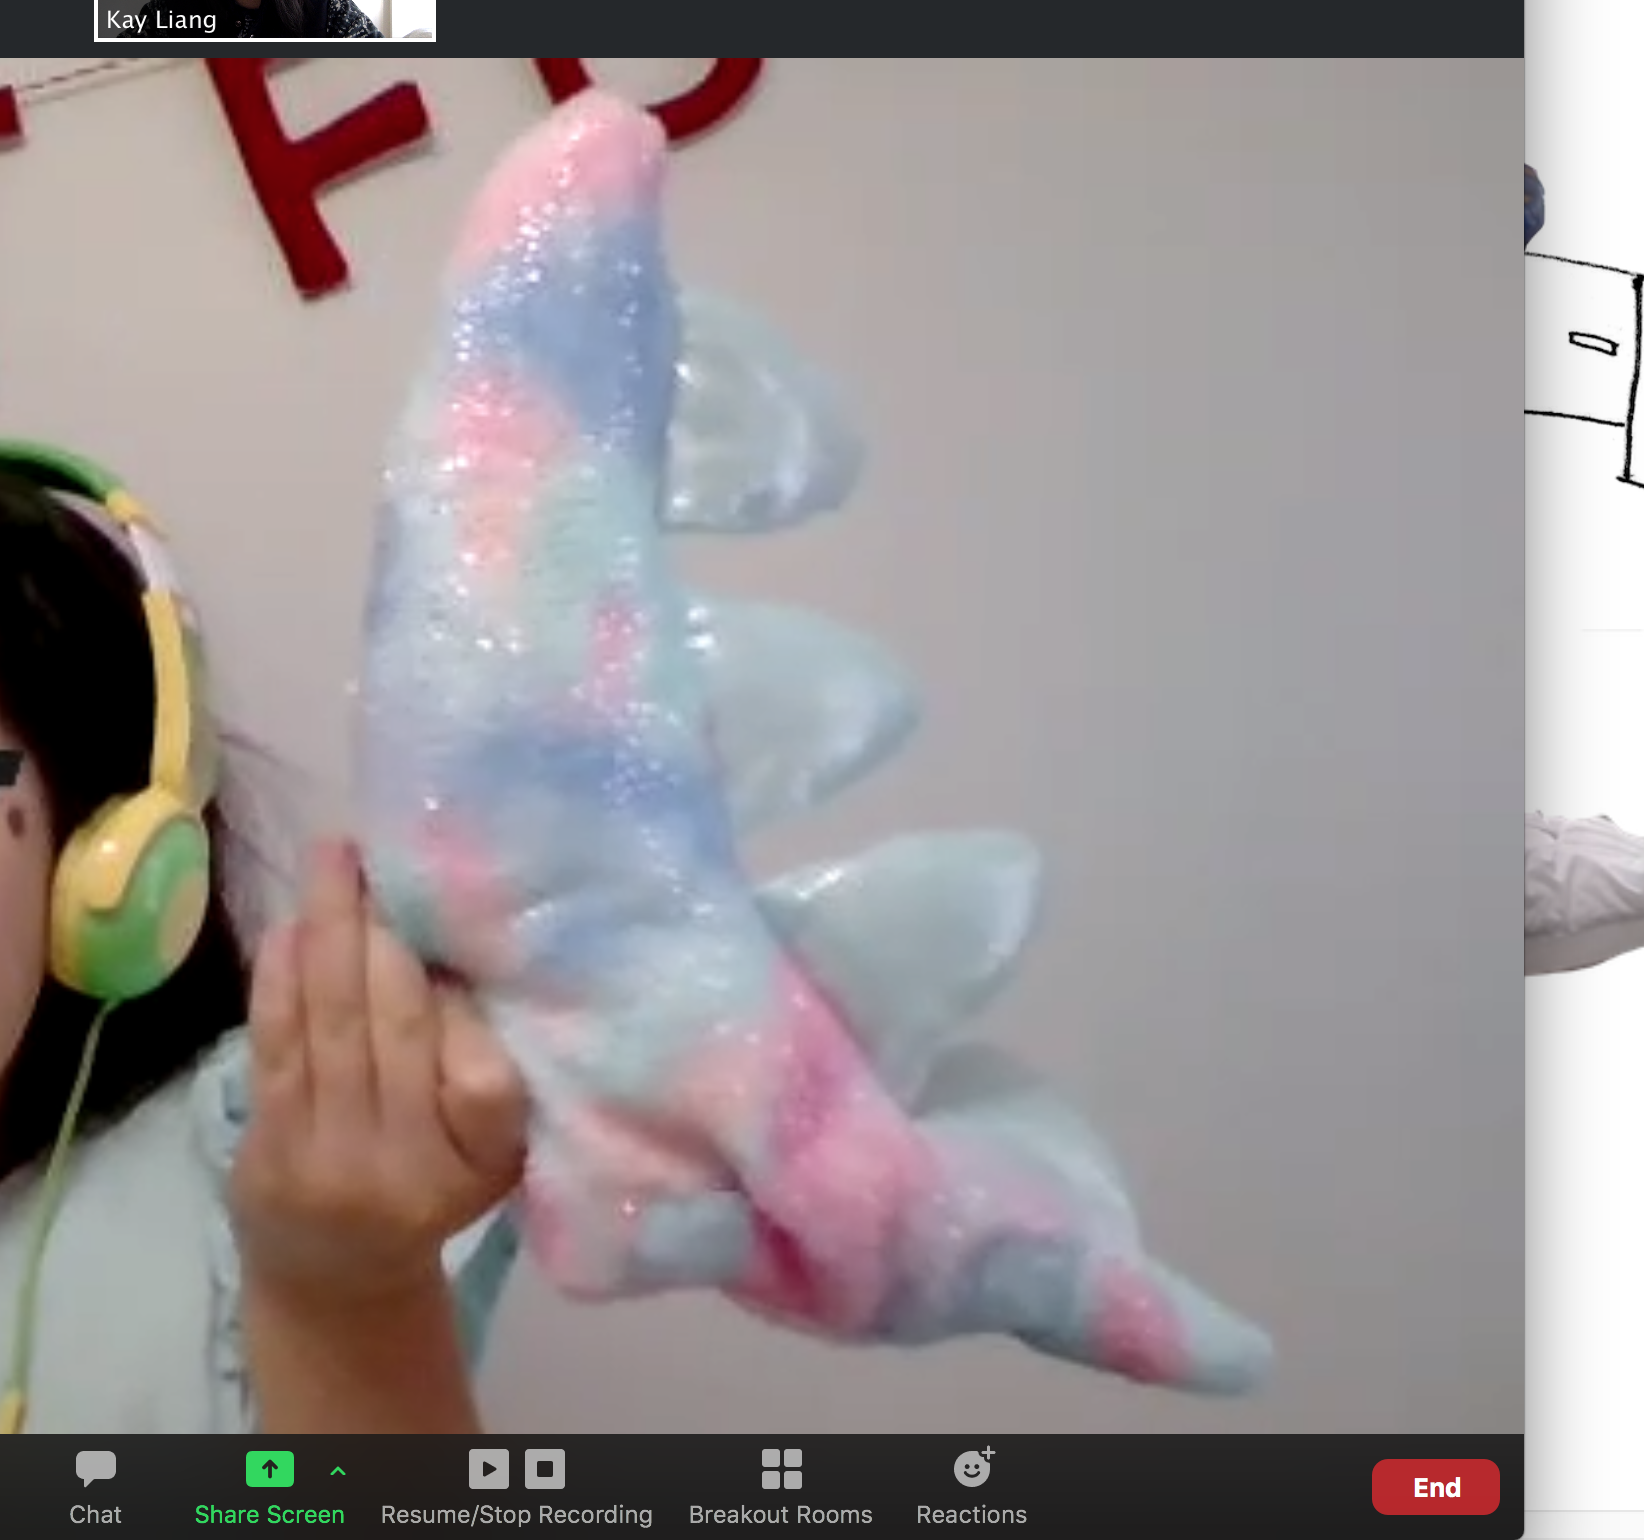 Kay Liang
F
Chat
Share Screen
Resume/Stop Recording
Breakout Rooms
Reactions
End